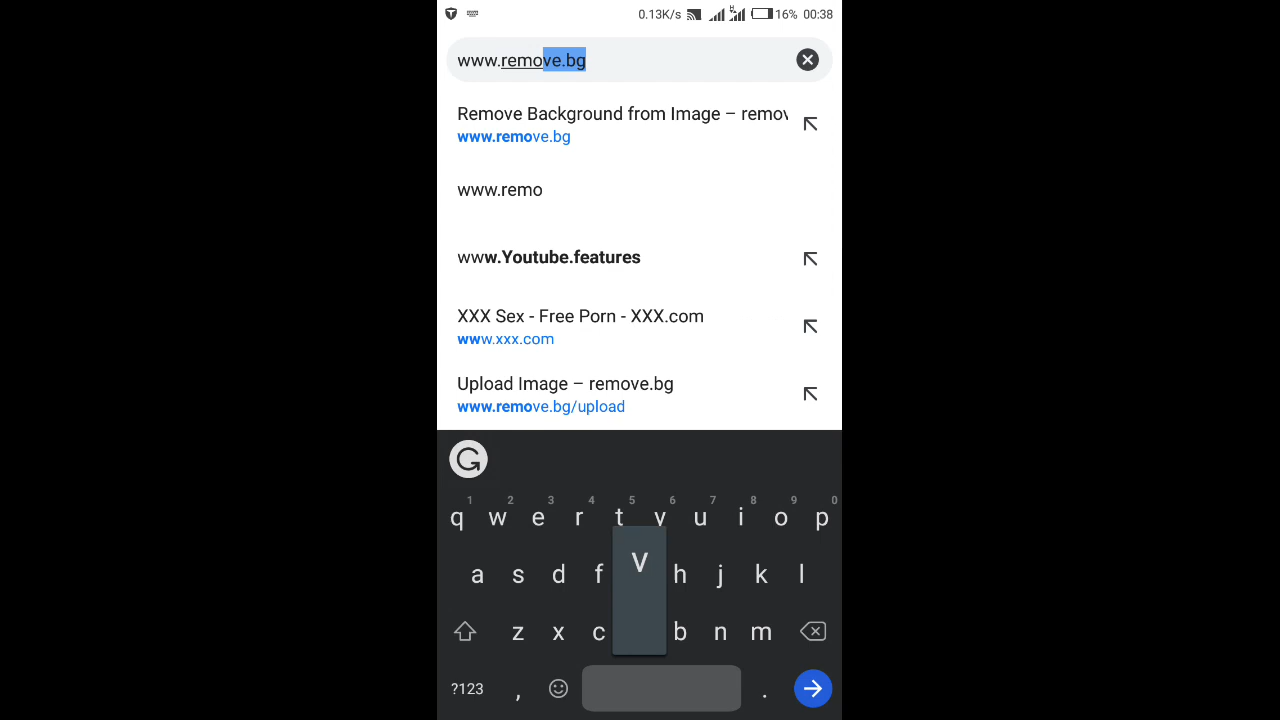 0.13K/s H 16% 00:38
www.remove.bg
Remove Background from Image – remov
www.remove.bg
www.remo
www.Youtube.features
XXX Sex - Free Porn - XXX.com
www.xxx.com
Upload Image – remove.bg
www.remove.bg/upload
G
1 2 3 4 5 6 7 8 9 0
q w e r t y u i o p
a s d f v h j k l
z x c b n m
?123 , .